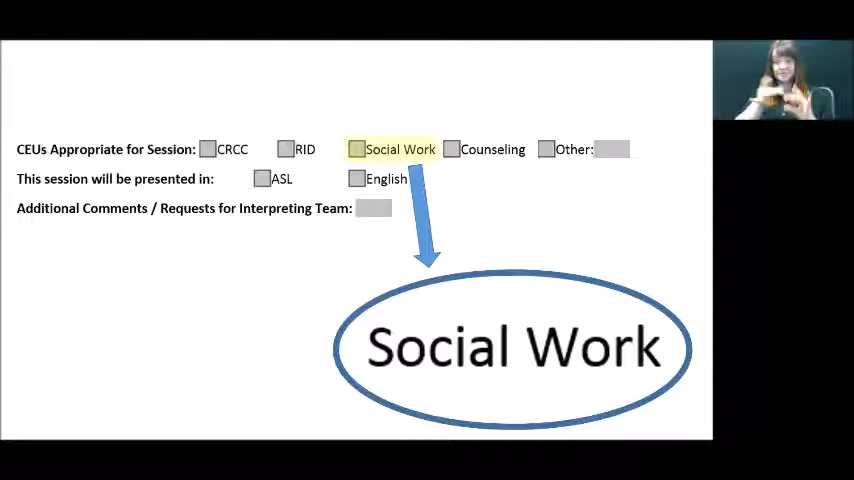 CEUs Appropriate for Session: CRCC RID Social Work Counseling Other:
This session will be presented in: ASL English
Additional Comments / Requests for Interpreting Team:
Social Work